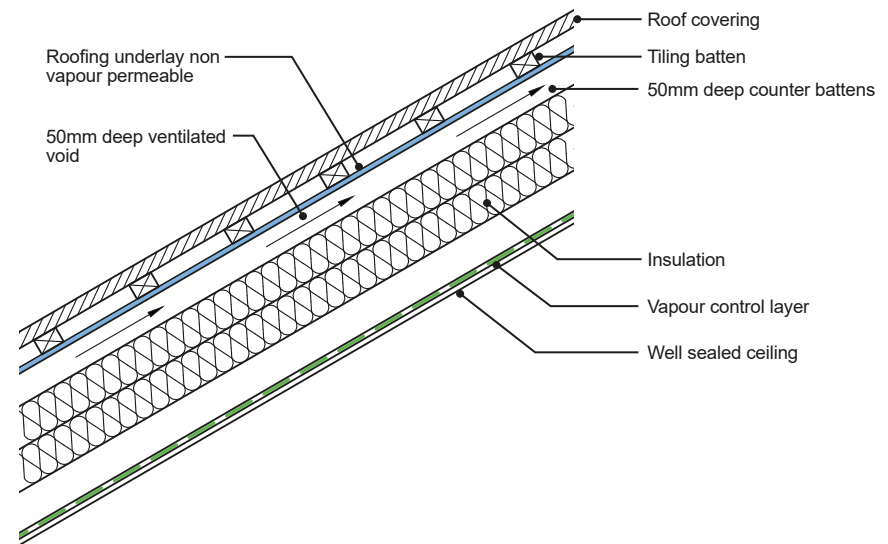 Roof covering
Roofing underlay non
vapour permeable
Tiling batten
50mm deep counter battens
50mm deep ventilated
void
Insulation
Vapour control layer
Well sealed ceiling